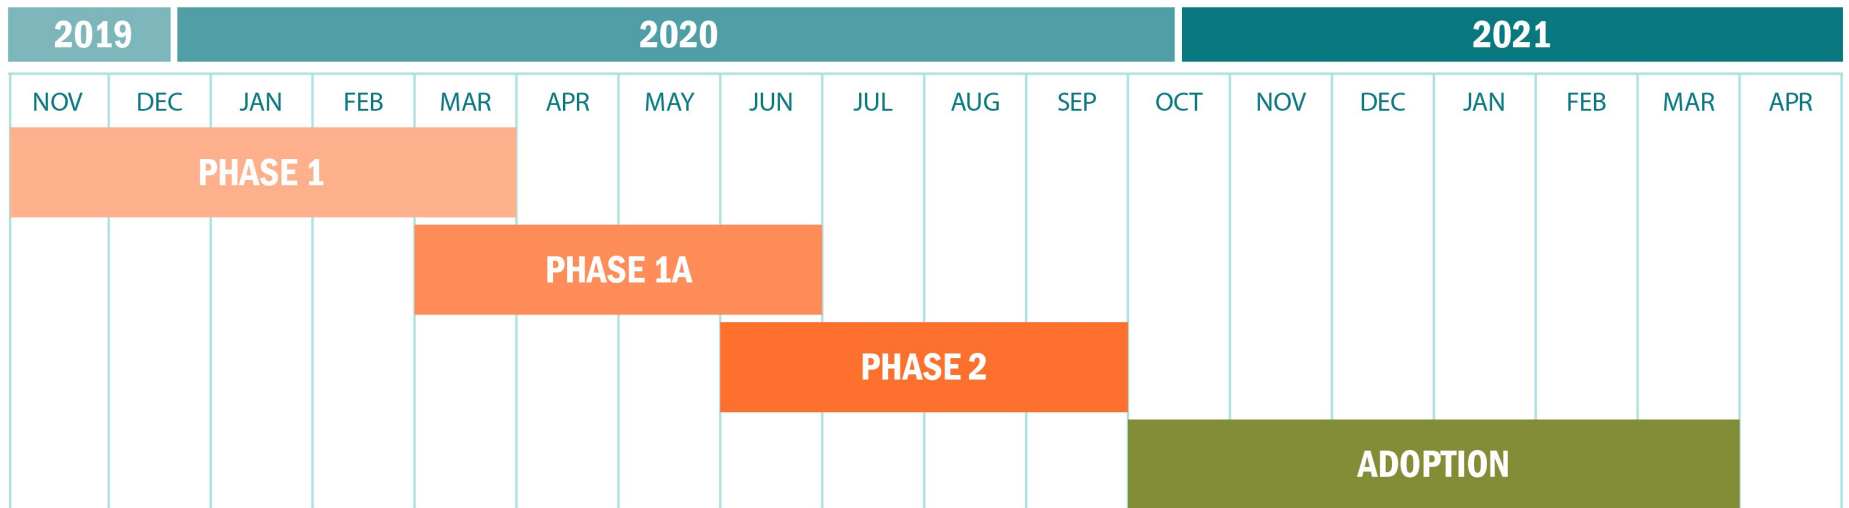 2019 2020 2021
NOV DEC JAN FEB MAR APR MAY JUN JUL AUG SEP OCT NOV DEC JAN FEB MAR APR
PHASE 1
PHASE 1A
PHASE 2
ADOPTION